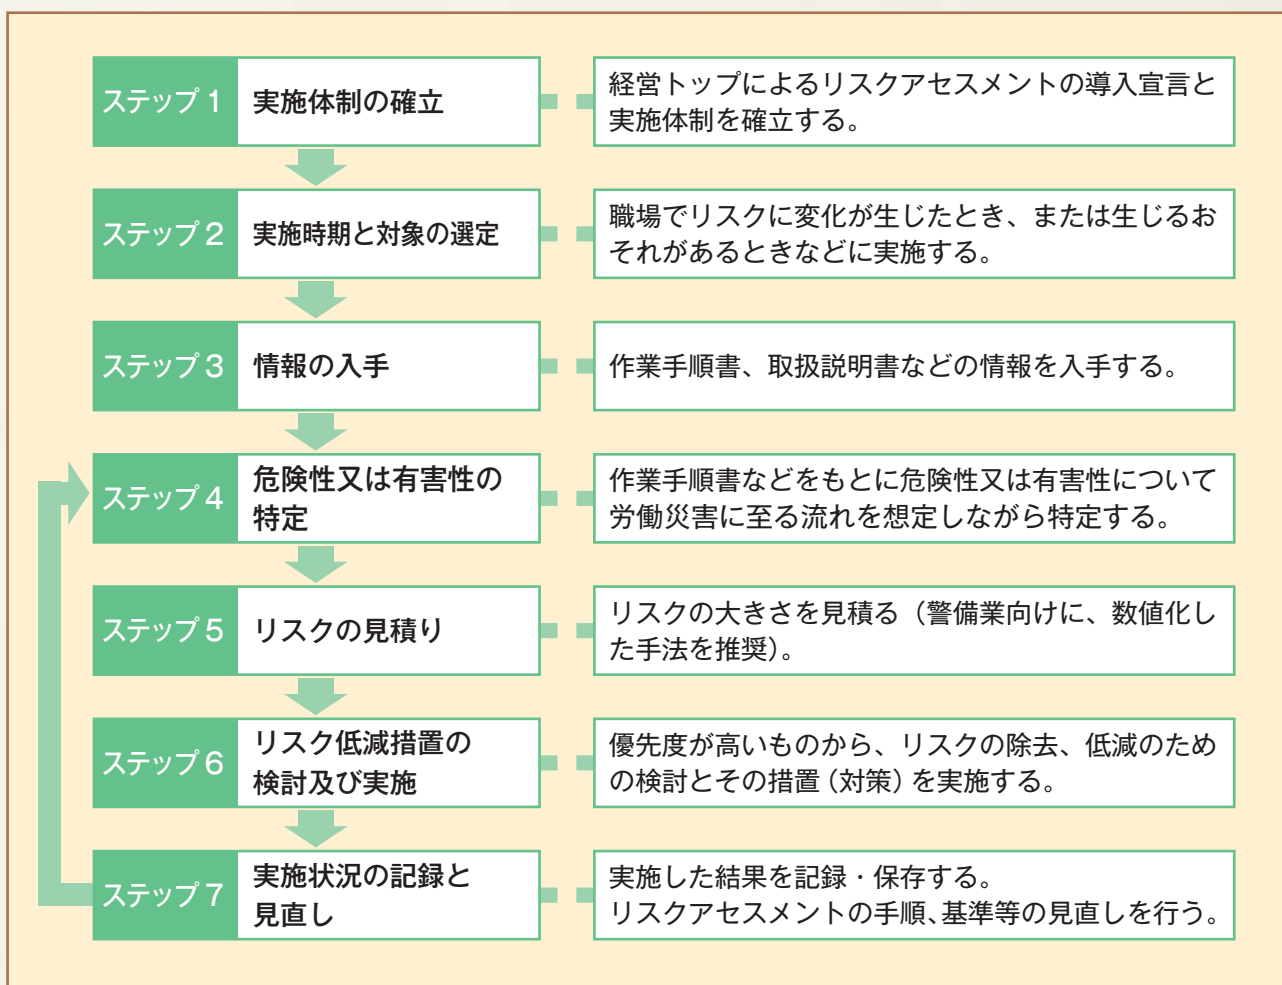 ステップ 1
実施体制の確立
経営トップによるリスクアセスメントの導入宣言と
実施体制を確立する。
ステップ 2
実施時期と対象の選定
職場でリスクに変化が生じたとき、または生じるお
それがあるときなどに実施する。
ステップ 3
情報の入手
作業手順書、取扱説明書などの情報を入手する。
ステップ 4
危険性又は有害性の
特定
作業手順書などをもとに危険性又は有害性について
労働災害に至る流れを想定しながら特定する。
ステップ 5
リスクの見積り
リスクの大きさを見積る（警備業向けに、数値化し
た手法を推奨）。
ステップ 6
リスク低減措置の
検討及び実施
優先度が高いものから、リスクの除去、低減のため
の検討とその措置（対策）を実施する。
ステップ 7
実施状況の記録と
見直し
実施した結果を記録・保存する。
リスクアセスメントの手順、基準等の見直しを行う。